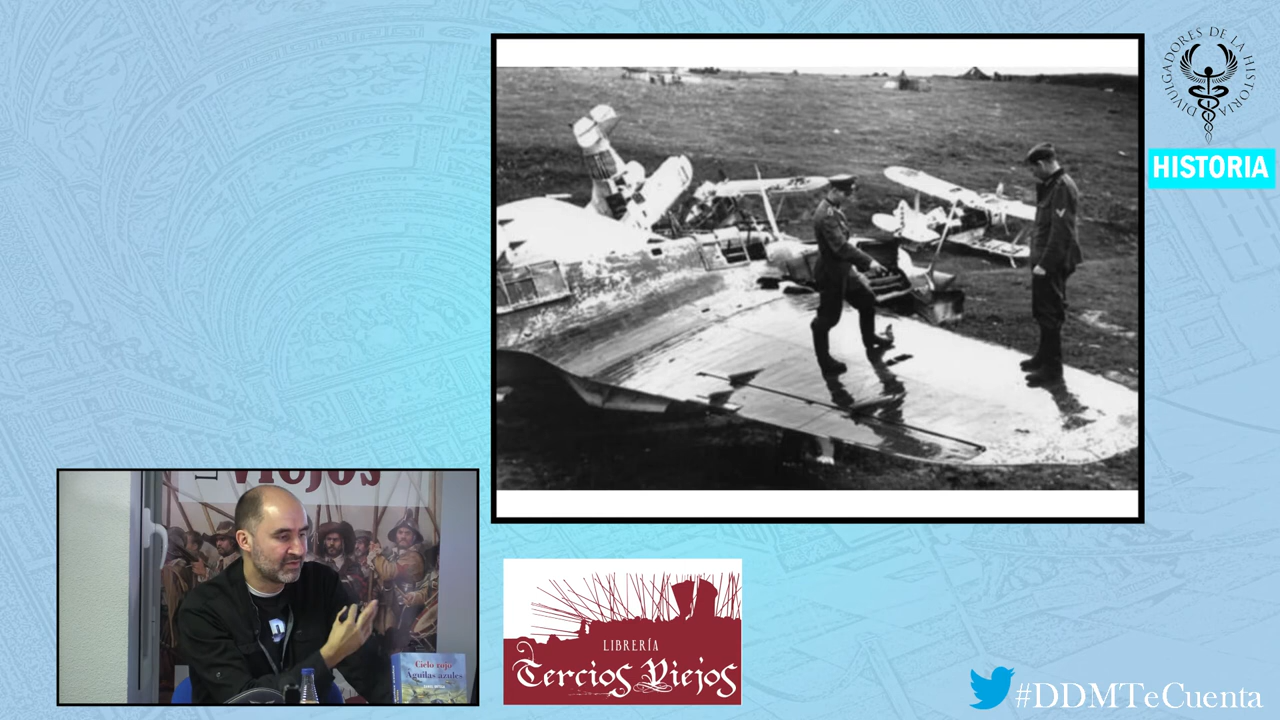 DIVULGADORES DE LA HISTORIA
HISTORIA
VIEJOS
Cielo rojo
Águilas azules
LIBRERÍA
Tercios Viejos
#DDMTeCuenta